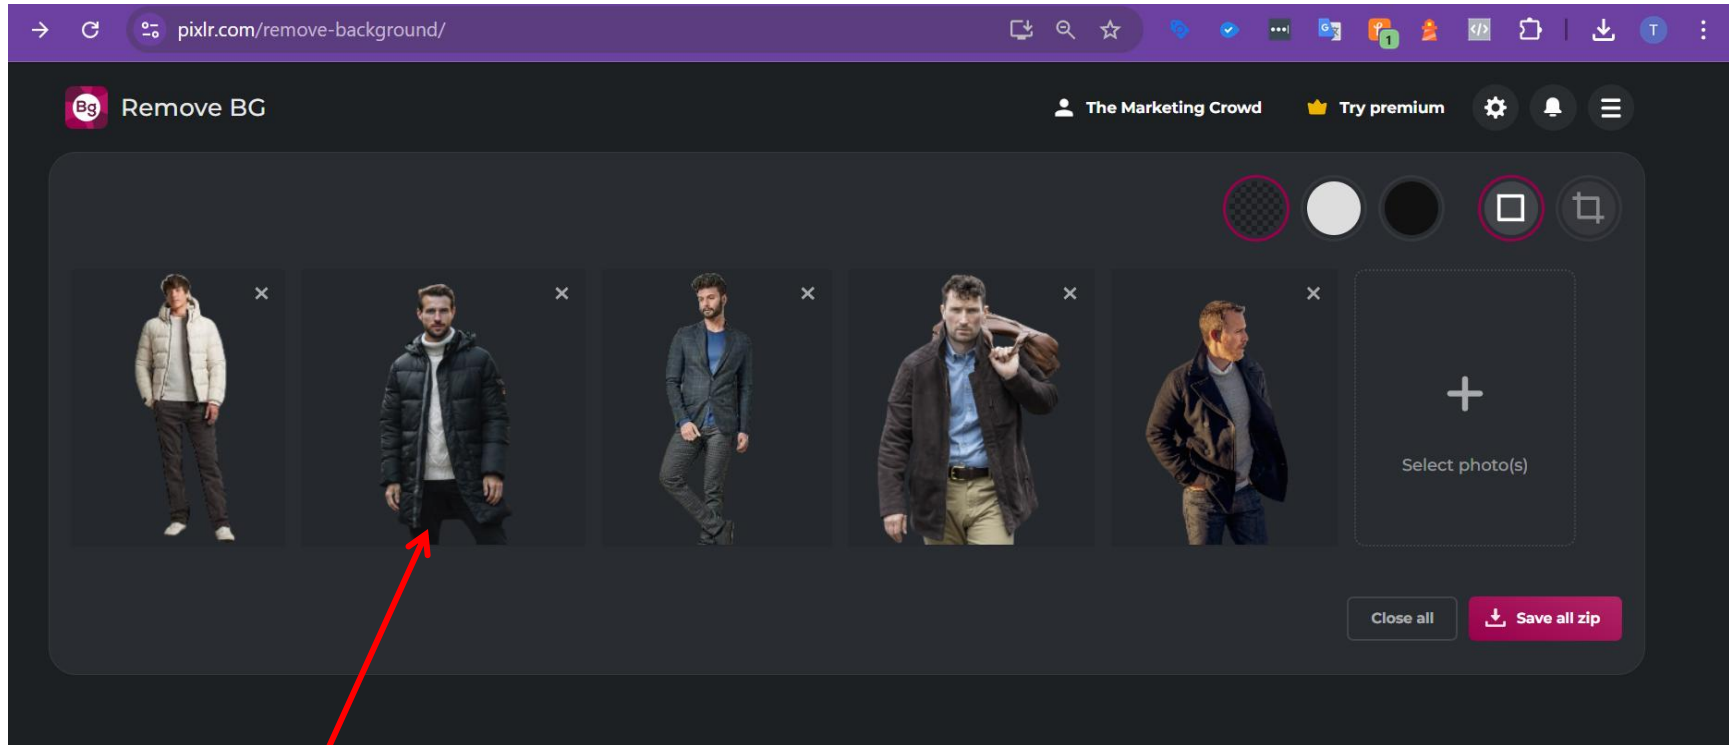 pixlr.com/remove-background/
1
T
Bg
Remove BG
The Marketing Crowd
Try premium
Select photo(s)
Close all
Save all zip